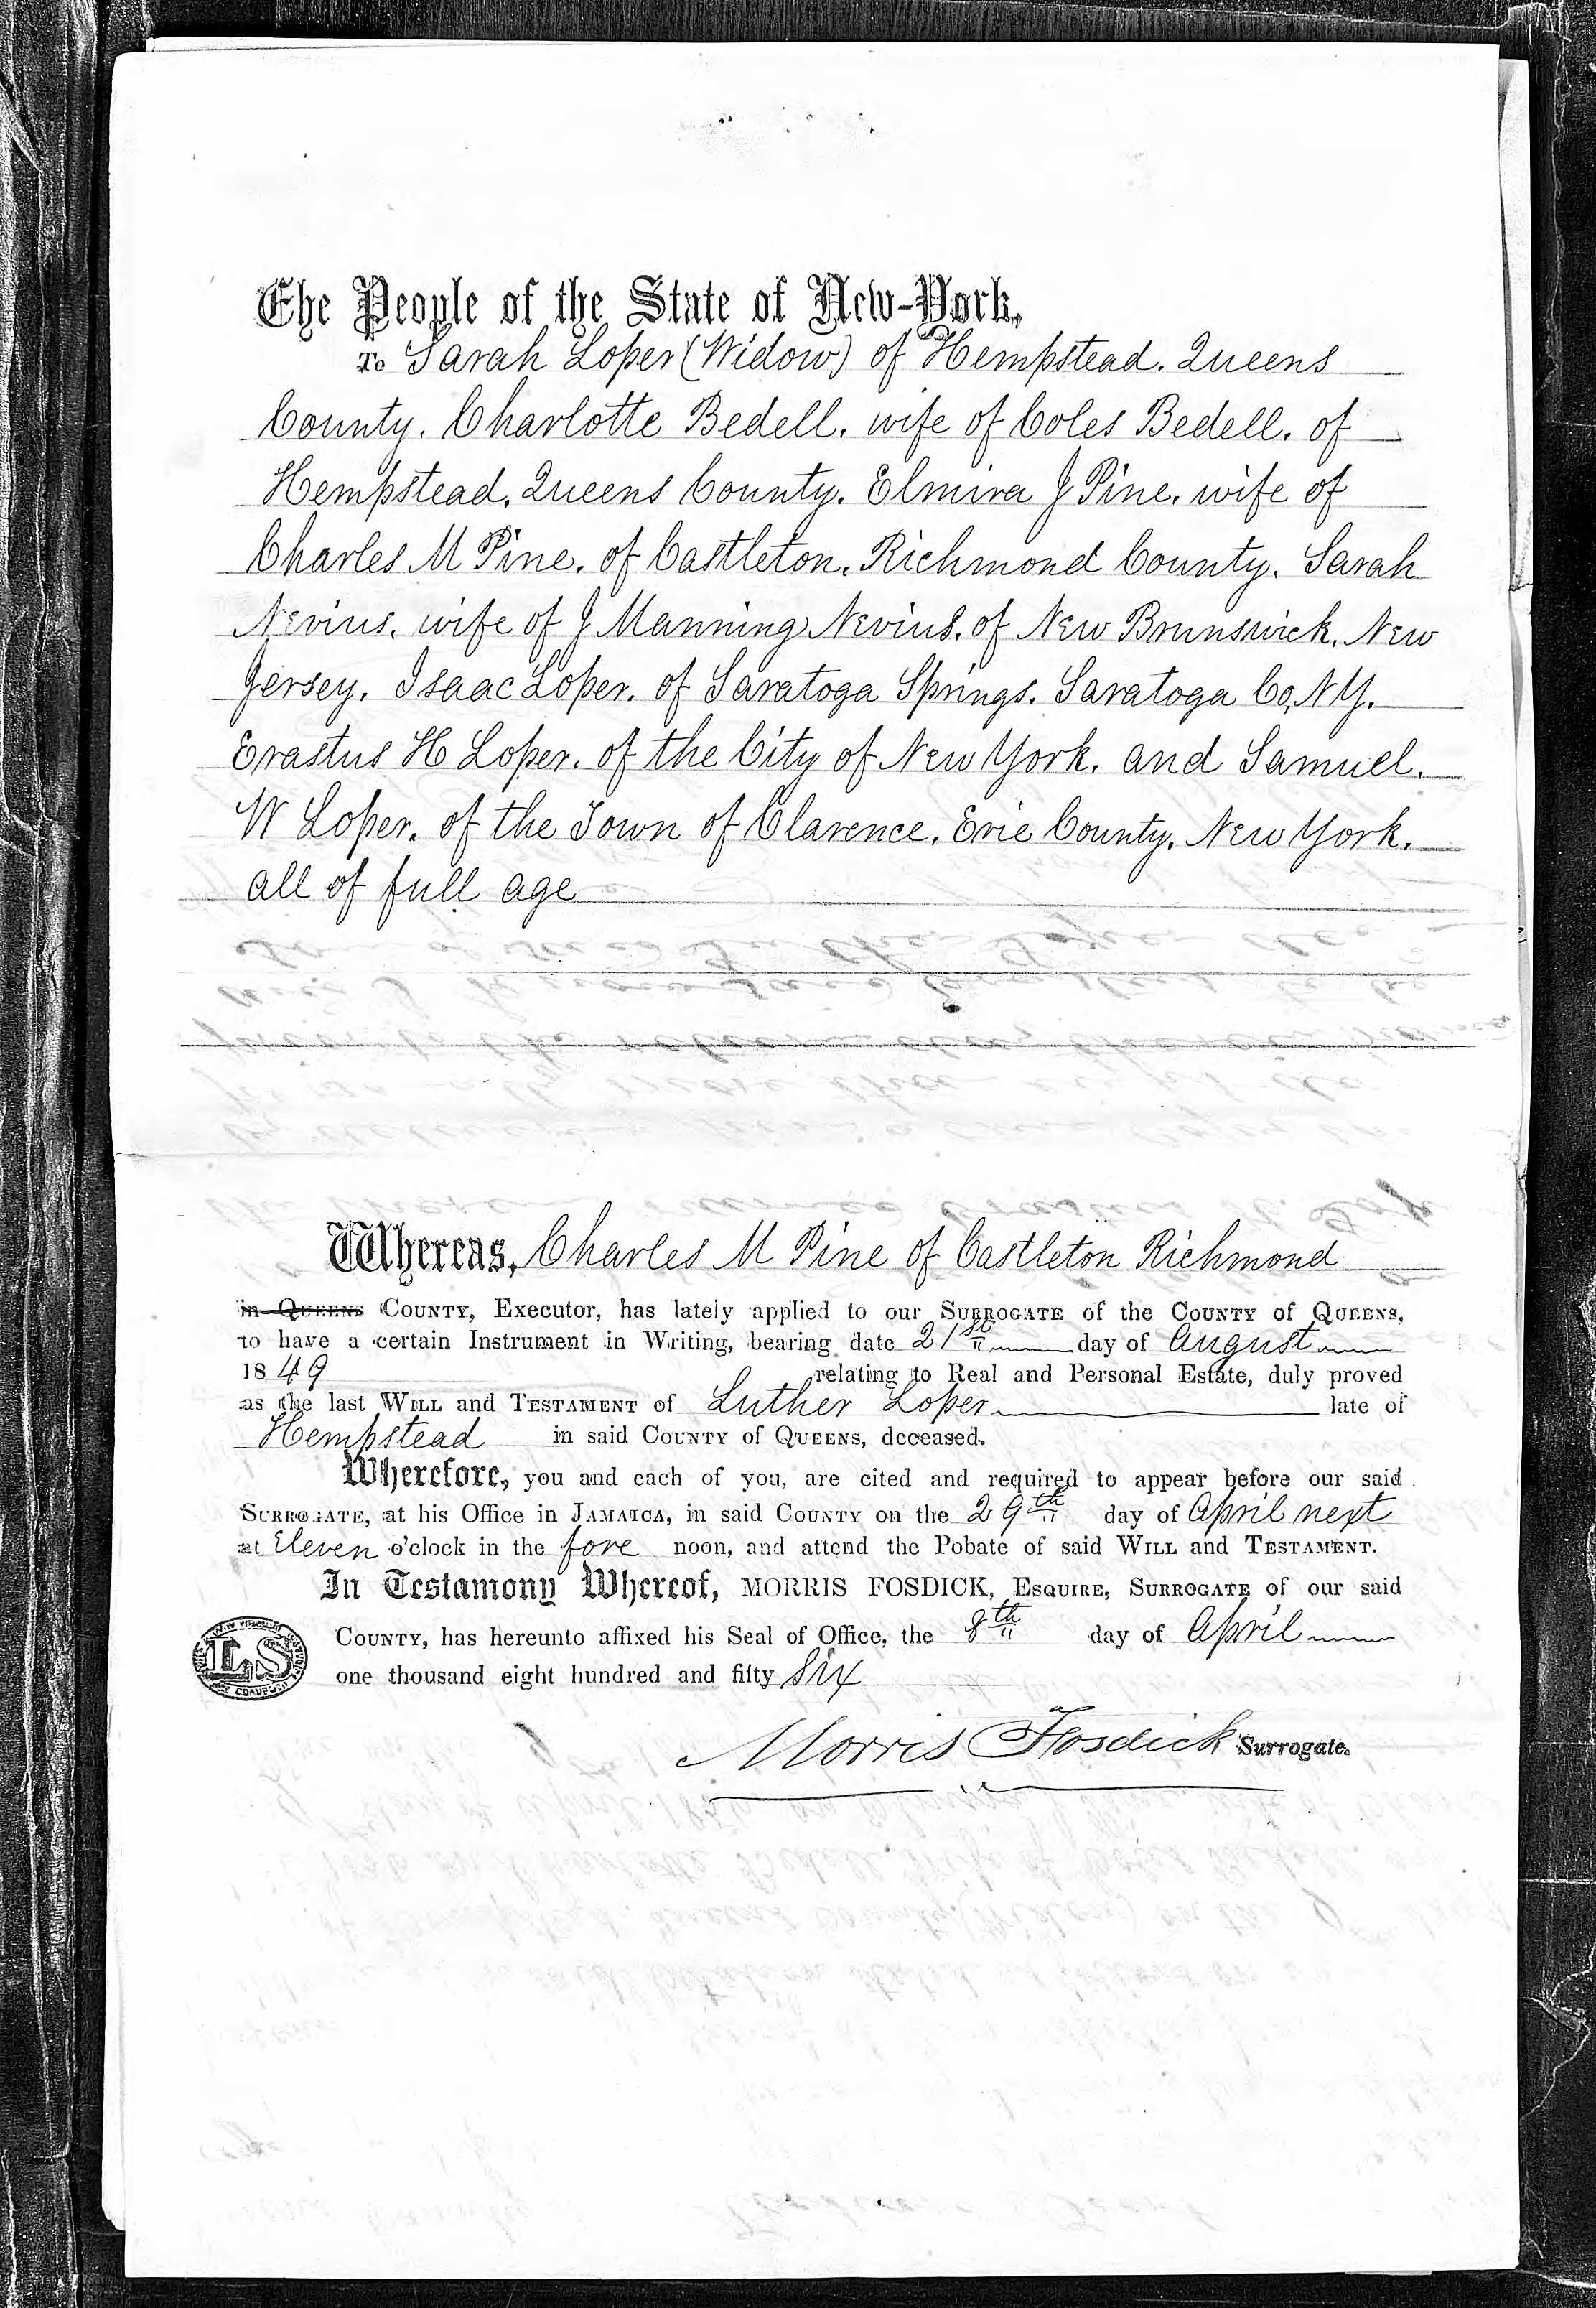 The People of the State of New-York,
To Sarah Loper (Widow) of Hempstead. Queens
County. Charlotte Bedell. wife of Coles Bedell. of
Hempstead. Queens County. Elmira J Pine. wife of
Charles M Pine. of Castleton. Richmond County. Sarah
Nevius. wife of J Manning Nevius. of New Brunswick. New
Jersey. Isaac Loper. of Saratoga Springs. Saratoga Co, NY.
Erastus H Loper. of the City of New York. and Samuel.
W Loper. of the Town of Clarence. Erie County. New York.
all of full age
Whereas, Charles M Pine of Castleton Richmond
in Queens County, Executor, has lately applied to our Surrogate of the County of Queens,
to have a certain Instrument in Writing, bearing date 21st day of August
1849 relating to Real and Personal Estate, duly proved
as the last Will and Testament of Luther Loper late of
Hempstead in said County of Queens, deceased.
Wherefore, you and each of you, are cited and required to appear before our said
Surrogate, at his Office in Jamaica, in said County on the 29th day of April next
at Eleven o'clock in the fore noon, and attend the Pobate of said Will and Testament.
In Testamony Whereof, MORRIS FOSDICK, Esquire, Surrogate of our said
County, has hereunto affixed his Seal of Office, the 8th day of April
LS
one thousand eight hundred and fifty six
Morris Fosdick Surrogate.